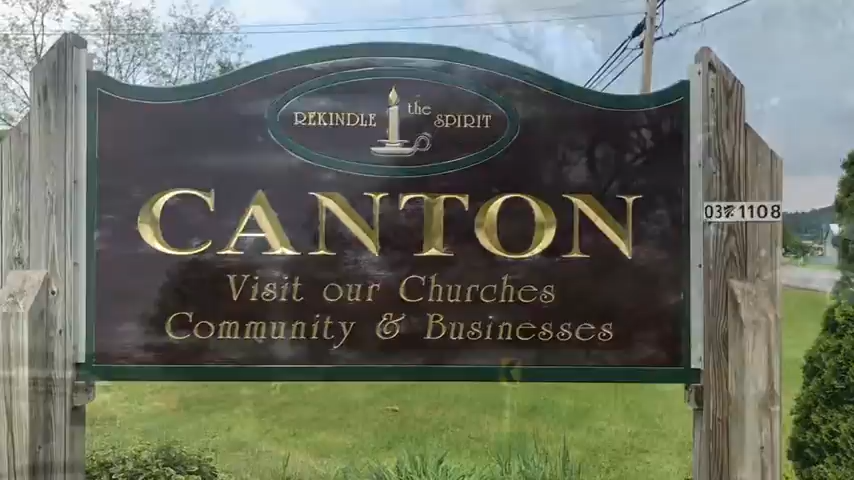 REKINDLE the SPIRIT
CANTON
Visit our Churches
Community & Businesses